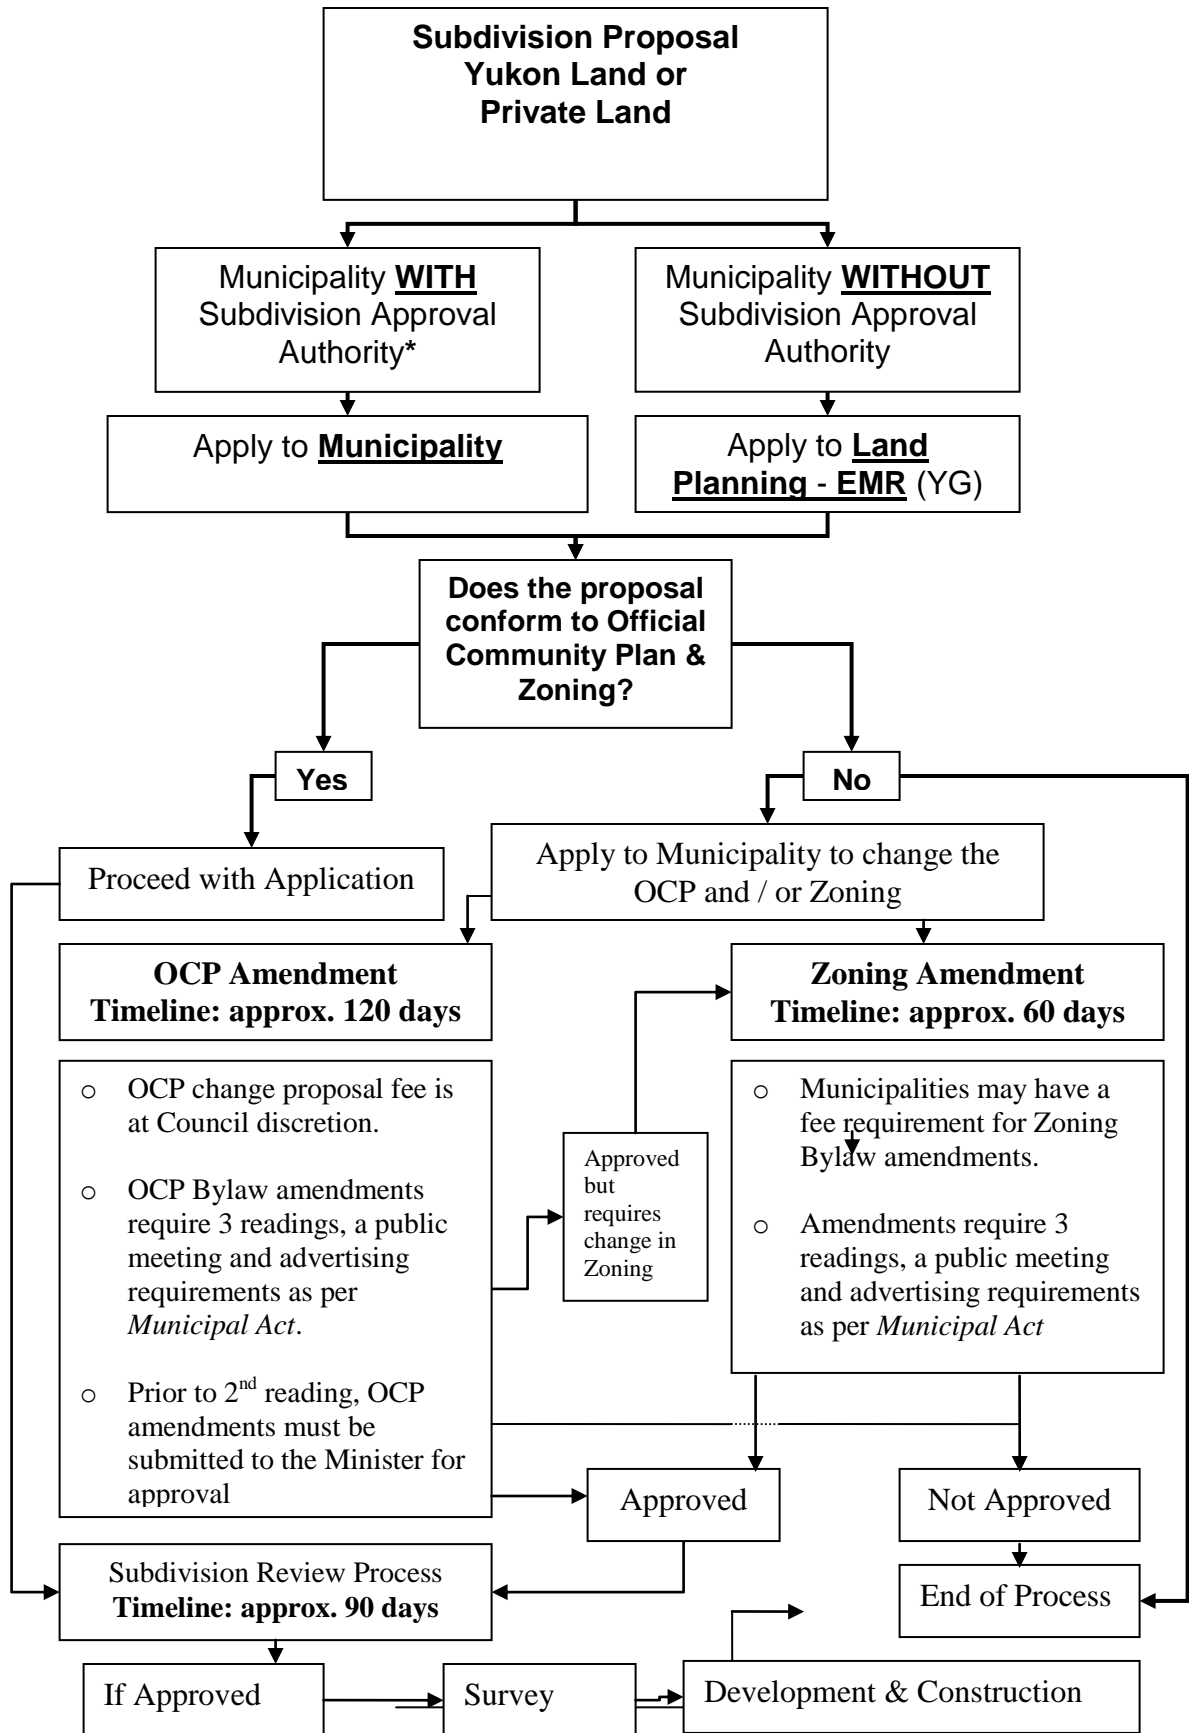 Subdivision Proposal
Yukon Land or
Private Land
Municipality WITH
Subdivision Approval
Authority*
Municipality WITHOUT
Subdivision Approval
Authority
Apply to Municipality
Apply to Land
Planning - EMR (YG)
Does the proposal
conform to Official
Community Plan &
Zoning?
Yes
No
Proceed with Application
Apply to Municipality to change the
OCP and / or Zoning
OCP Amendment
Timeline: approx. 120 days
Zoning Amendment
Timeline: approx. 60 days
o OCP change proposal fee is
at Council discretion.
o OCP Bylaw amendments
require 3 readings, a public
meeting and advertising
requirements as per
Municipal Act.
o Prior to 2nd reading, OCP
amendments must be
submitted to the Minister for
approval
Approved
but
requires
change in
Zoning
o Municipalities may have a
fee requirement for Zoning
Bylaw amendments.
o Amendments require 3
readings, a public meeting
and advertising requirements
as per Municipal Act
Approved
Not Approved
Subdivision Review Process
Timeline: approx. 90 days
End of Process
If Approved
Survey
Development & Construction